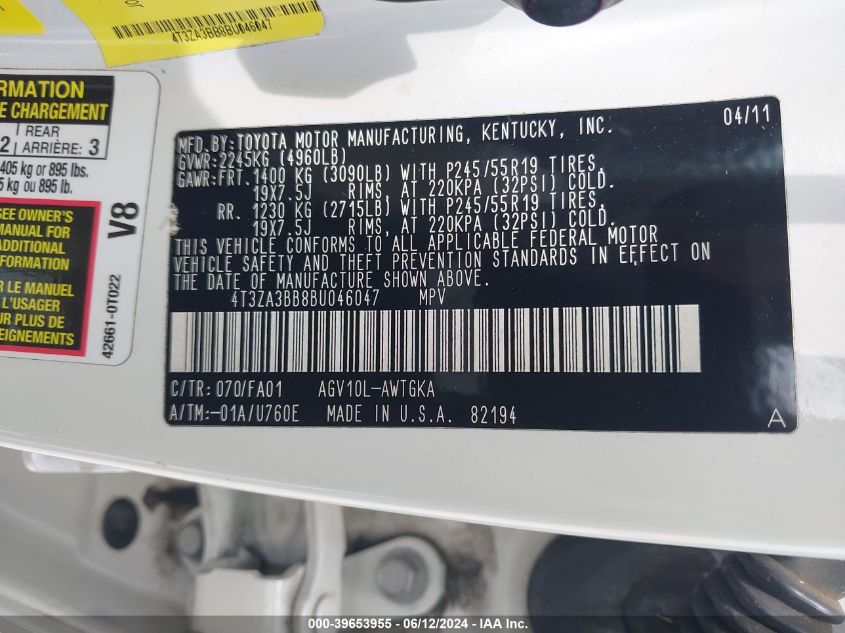 4T3ZA3BB8BU046047
RMATION
E CHARGEMENT
2 REAR
ARRIÈRE: 3
405 kg or 895 lbs.
5 kg ou 895 lb.
SEE OWNER'S
MANUAL FOR
ADDITIONAL
NFORMATION
R LE MANUEL
L'USAGER
UR PLUS DE
EIGNEMENTS
V8
42661-0T022
MFD.BY:TOYOTA MOTOR MANUFACTURING, KENTUCKY, INC. 04/11
GVWR:2245KG (4960LB)
GAWR:FRT.1400 KG (3090LB) WITH P245/55R19 TIRES,
19X7.5J RIMS, AT 220KPA (32PSI) COLD.
RR. 1230 KG (2715LB) WITH P245/55R19 TIRES,
19X7.5J RIMS, AT 220KPA (32PSI) COLD.
THIS VEHICLE CONFORMS TO ALL APPLICABLE FEDERAL MOTOR
VEHICLE SAFETY AND THEFT PREVENTION STANDARDS IN EFFECT ON
THE DATE OF MANUFACTURE SHOWN ABOVE.
4T3ZA3BB8BU046047 MPV
C/TR: 070/FA01 AGV10L-AWTGKA
A/TM:-01A/U760E MADE IN U.S.A. 82194 A
000-39653955 - 06/12/2024 - IAA Inc.